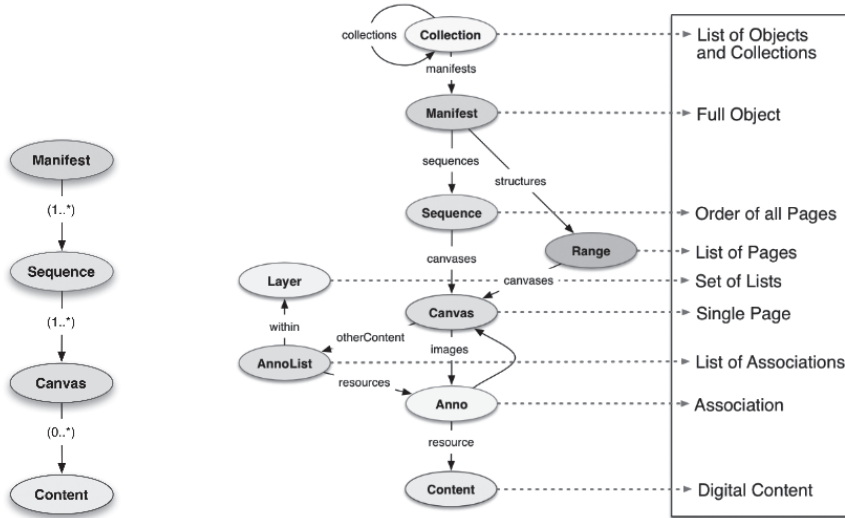 Manifest
(1..*)
Sequence
(1..*)
Canvas
(0..*)
Content
collections
Collection
List of Objects
and Collections
manifests
Manifest
Full Object
sequences
structures
Sequence
Order of all Pages
Range
List of Pages
canvases
canvases
Layer
Set of Lists
Canvas
Single Page
within
otherContent
images
AnnoList
List of Associations
resources
Anno
Association
resource
Content
Digital Content